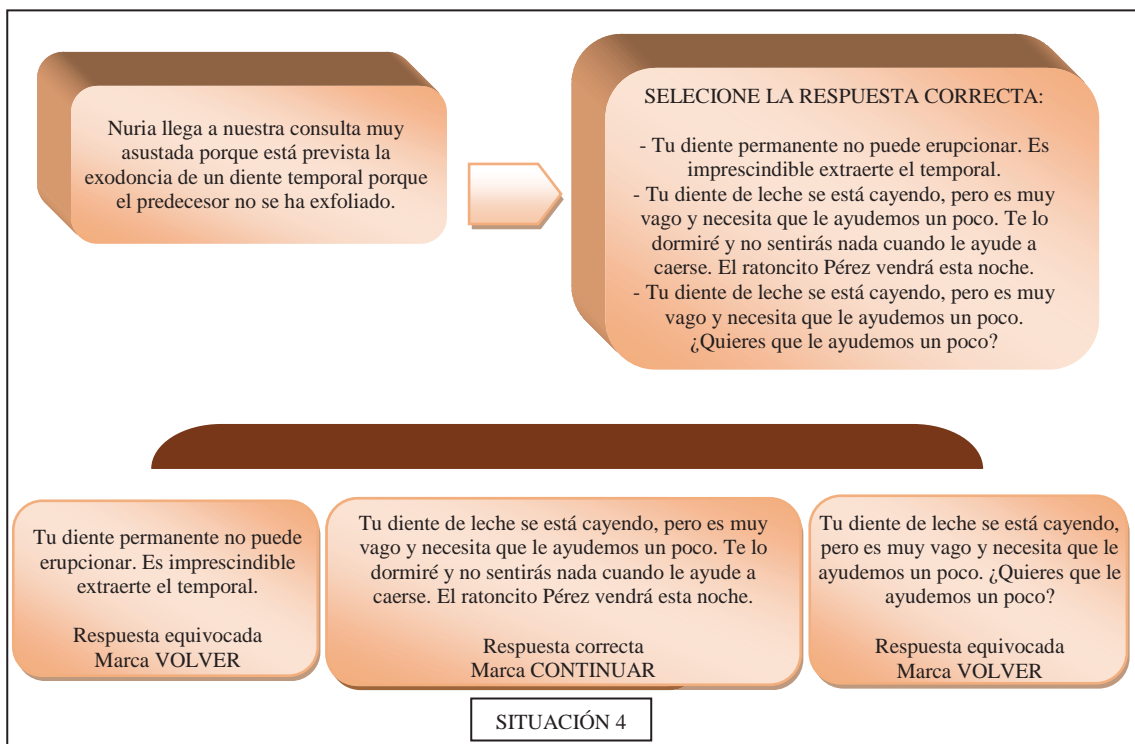 Nuria llega a nuestra consulta muy
asustada porque está prevista la
exodoncia de un diente temporal porque
el predecesor no se ha exfoliado.
SELECIONE LA RESPUESTA CORRECTA:
- Tu diente permanente no puede erupcionar. Es
imprescindible extraerte el temporal.
- Tu diente de leche se está cayendo, pero es muy
vago y necesita que le ayudemos un poco. Te lo
dormiré y no sentirás nada cuando le ayude a
caerse. El ratoncito Pérez vendrá esta noche.
- Tu diente de leche se está cayendo, pero es muy
vago y necesita que le ayudemos un poco.
¿Quieres que le ayudemos un poco?
Tu diente permanente no puede
erupcionar. Es imprescindible
extraerte el temporal.
Respuesta equivocada
Marca VOLVER
Tu diente de leche se está cayendo, pero es muy
vago y necesita que le ayudemos un poco. Te lo
dormiré y no sentirás nada cuando le ayude a
caerse. El ratoncito Pérez vendrá esta noche.
Respuesta correcta
Marca CONTINUAR
Tu diente de leche se está cayendo,
pero es muy vago y necesita que le
ayudemos un poco. ¿Quieres que le
ayudemos un poco?
Respuesta equivocada
Marca VOLVER
SITUACIÓN 4